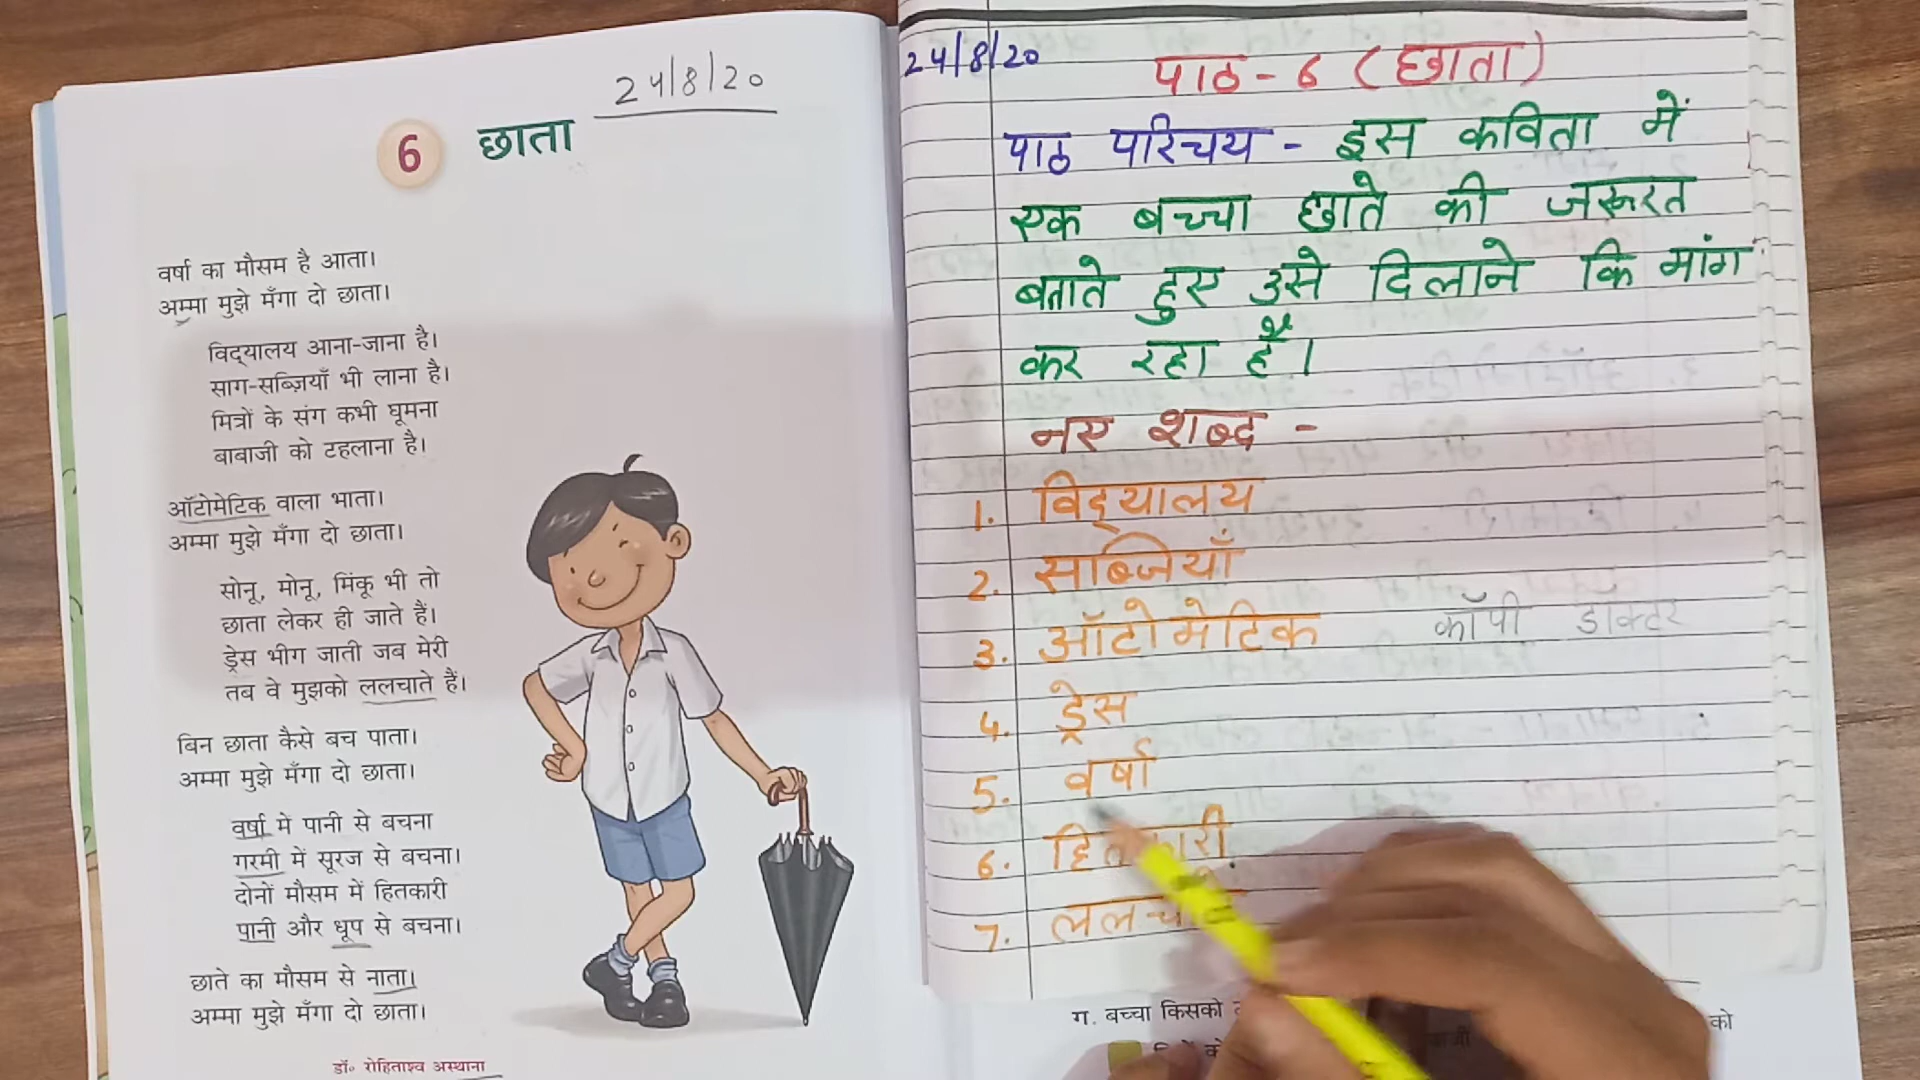 24/8/20
6 छाता
वर्षा का मौसम है आता।
अम्मा मुझे मँगा दो छाता।
विद्‌यालय आना-जाना है।
साग-सब्ज़ियाँ भी लाना है।
मित्रों के संग कभी घूमना
बाबाजी को टहलाना है।
ऑटोमेटिक वाला भाता।
अम्मा मुझे मँगा दो छाता।
सोनू, मोनू, मिंकू भी तो
छाता लेकर ही जाते हैं।
ड्रेस भीग जाती जब मेरी
तब वे मुझको ललचाते हैं।
बिन छाता कैसे बच पाता।
अम्मा मुझे मँगा दो छाता।
वर्षा में पानी से बचना
गरमी में सूरज से बचना।
दोनों मौसम में हितकारी
पानी और धूप से बचना।
छाते का मौसम से नाता।
अम्मा मुझे मँगा दो छाता।
डॉ० रोहिताश्व अस्थाना
24/8/20
पाठ - 6 (छाता)
पाठ परिचय - इस कविता में
एक बच्चा छाते की जरूरत
बताते हुए उसे दिलाने कि मांग
कर रहा है।
नए शब्द -
1. विद्‌यालय
2. सब्जियाँ
3. ऑटोमेटिक कॉपी डॉक्टर
4. ड्रेस
5. वर्षा
6.
7.
ग. बच्चा किसको को